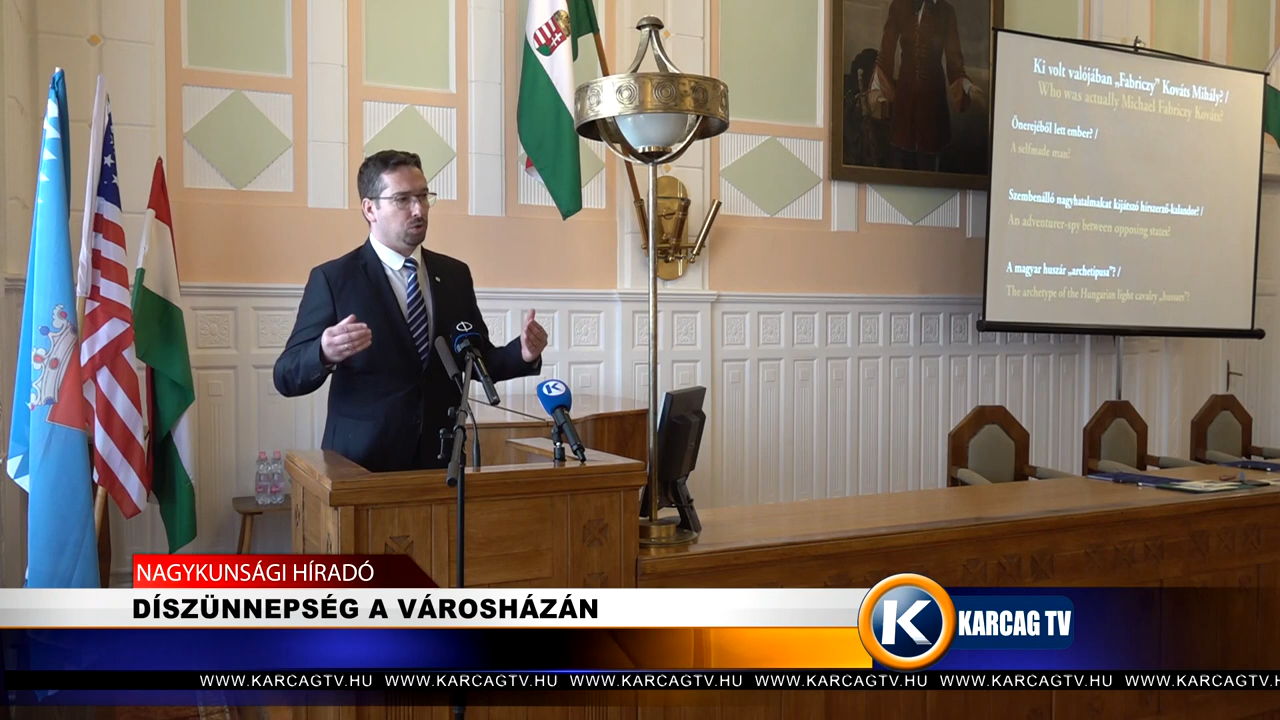 Ki volt valójában „Fabriczy” Kováts Mihály? /
Who was actually Michael Fabriczy Kováts?
Önerejéből lett ember? /
A selfmade man?
Szembenálló nagyhatalmakat kijátszó hírszerző-kalandor? /
An adventurer-spy between opposing states?
A magyar huszár „archetípusa”? /
The archetype of the Hungarian light cavalry „hussars”?
K
NAGYKUNSÁGI HÍRADÓ
DÍSZÜNNEPSÉG A VÁROSHÁZÁN
K KARCAG TV
WWW.KARCAGTV.HU WWW.KARCAGTV.HU WWW.KARCAGTV.HU WWW.KARCAGTV.HU WWW.KARCAGTV.HU WWW.KARCAGTV.HU